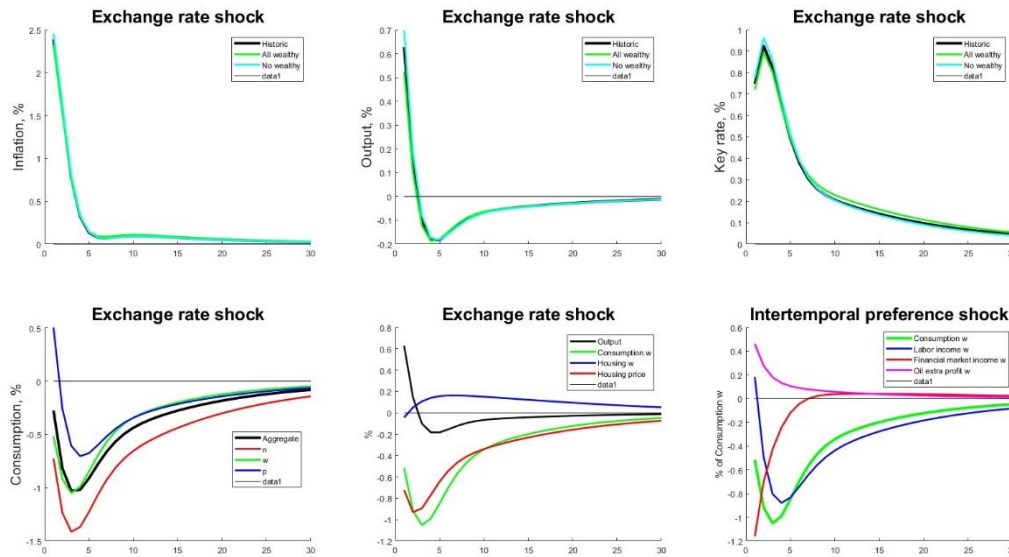 Exchange rate shock
Inflation, %
2.5
2
1.5
1
0.5
0
0 5 10 15 20 25 30
Historic
All wealthy
No wealthy
data1
Exchange rate shock
Output, %
0.7
0.6
0.5
0.4
0.3
0.2
0.1
0
-0.1
-0.2
0 5 10 15 20 25 30
Historic
All wealthy
No wealthy
data1
Exchange rate shock
Key rate, %
1
0.9
0.8
0.7
0.6
0.5
0.4
0.3
0.2
0.1
0
0 5 10 15 20 25 30
Historic
All wealthy
No wealthy
data1
Exchange rate shock
Consumption, %
0.5
0
-0.5
-1
-1.5
0 5 10 15 20 25 30
Aggregate
n
w
p
data1
Exchange rate shock
%
0.8
0.6
0.4
0.2
0
-0.2
-0.4
-0.6
-0.8
-1
-1.2
0 5 10 15 20 25 30
Output
Consumption w
Housing w
Housing price
data1
Intertemporal preference shock
% of Consumption w
0.6
0.4
0.2
0
-0.2
-0.4
-0.6
-0.8
-1
-1.2
0 5 10 15 20 25 30
Consumption w
Labor income w
Financial market income w
Oil extra profit w
data1